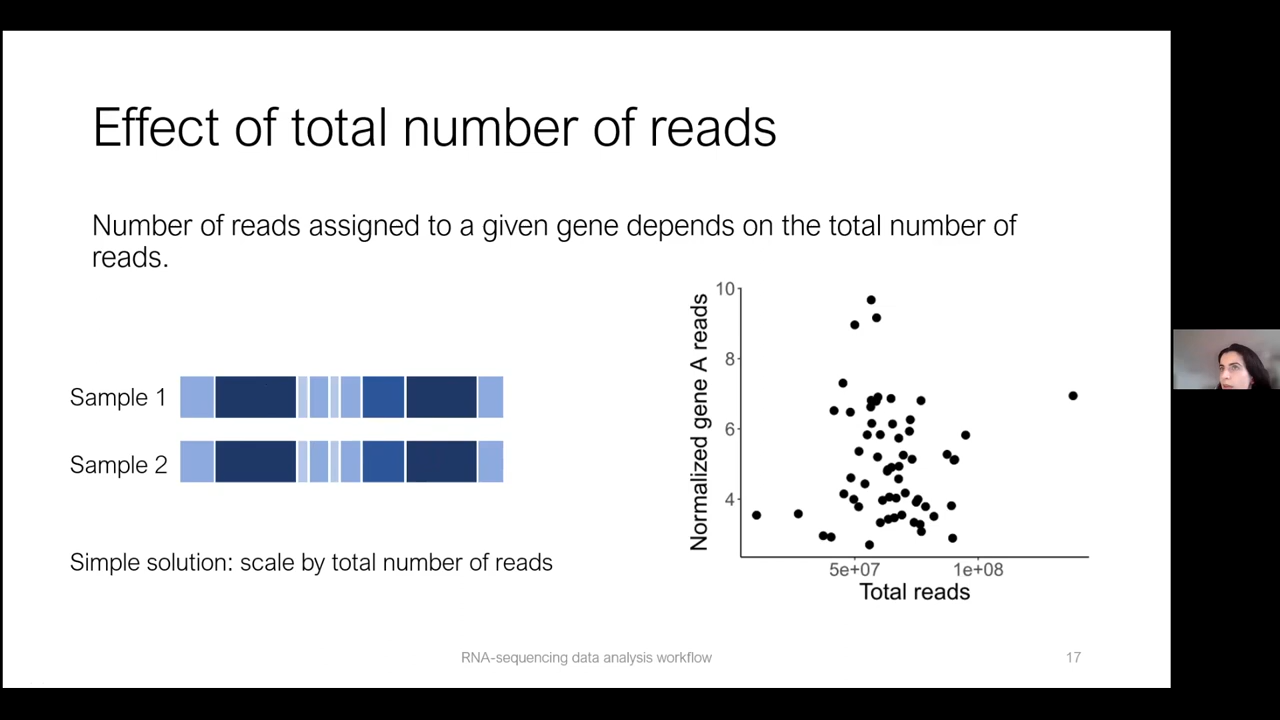 Effect of total number of reads
Number of reads assigned to a given gene depends on the total number of
reads.
Sample 1
Sample 2
Simple solution: scale by total number of reads
Normalized gene A reads
10
8
6
4
5e+07
1e+08
Total reads
RNA-sequencing data analysis workflow
17